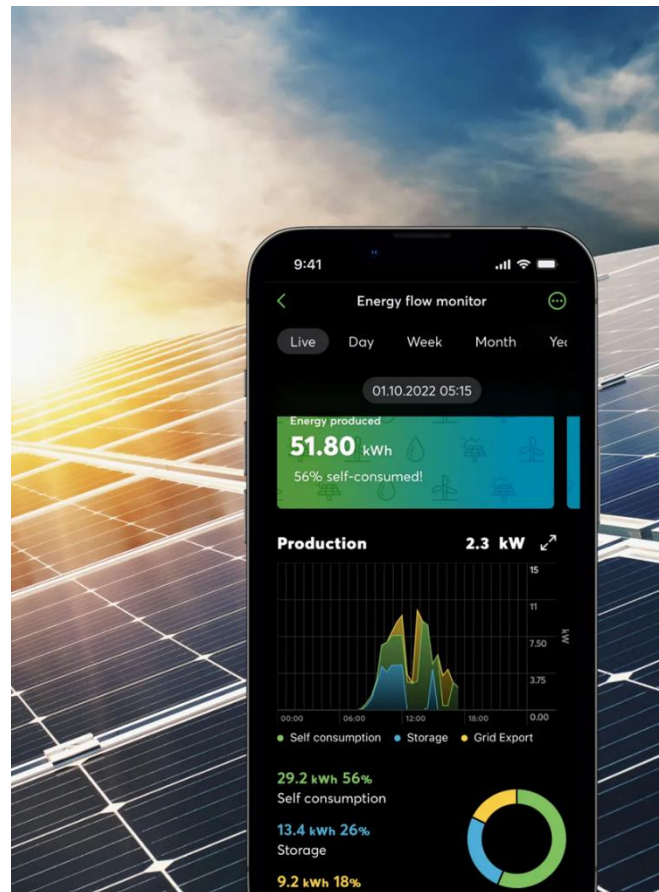 9:41
Energy flow monitor
Live Day Week Month
01.10.2022 05:15
Energy produced
51.80 kWh
56% self-consumed!
Production 2.3 kW
15
11
7.50
kW
3.75
0.00
00:00 06:00 12:00 18:00
Self consumption Storage Grid Export
29.2 kWh 56%
Self consumption
13.4 kWh 26%
Storage
9.2 kWh 18%